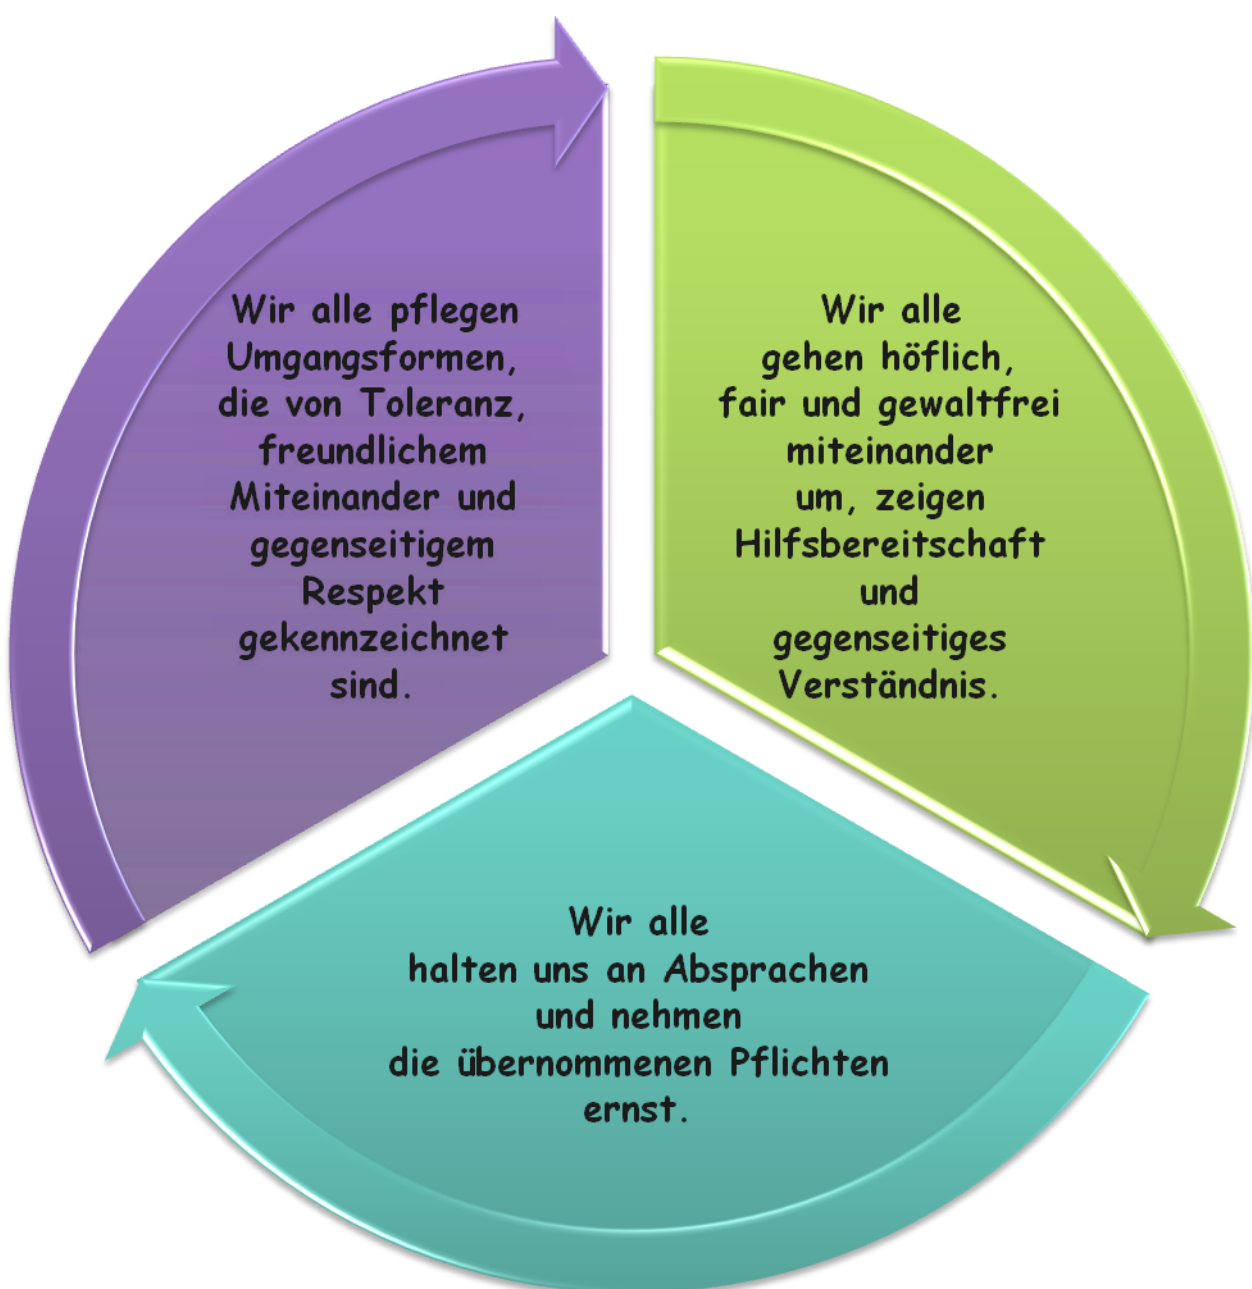 Wir alle pflegen
Umgangsformen,
die von Toleranz,
freundlichem
Miteinander und
gegenseitigem
Respekt
gekennzeichnet
sind.
Wir alle
gehen höflich,
fair und gewaltfrei
miteinander
um, zeigen
Hilfsbereitschaft
und
gegenseitiges
Verständnis.
Wir alle
halten uns an Absprachen
und nehmen
die übernommenen Pflichten
ernst.